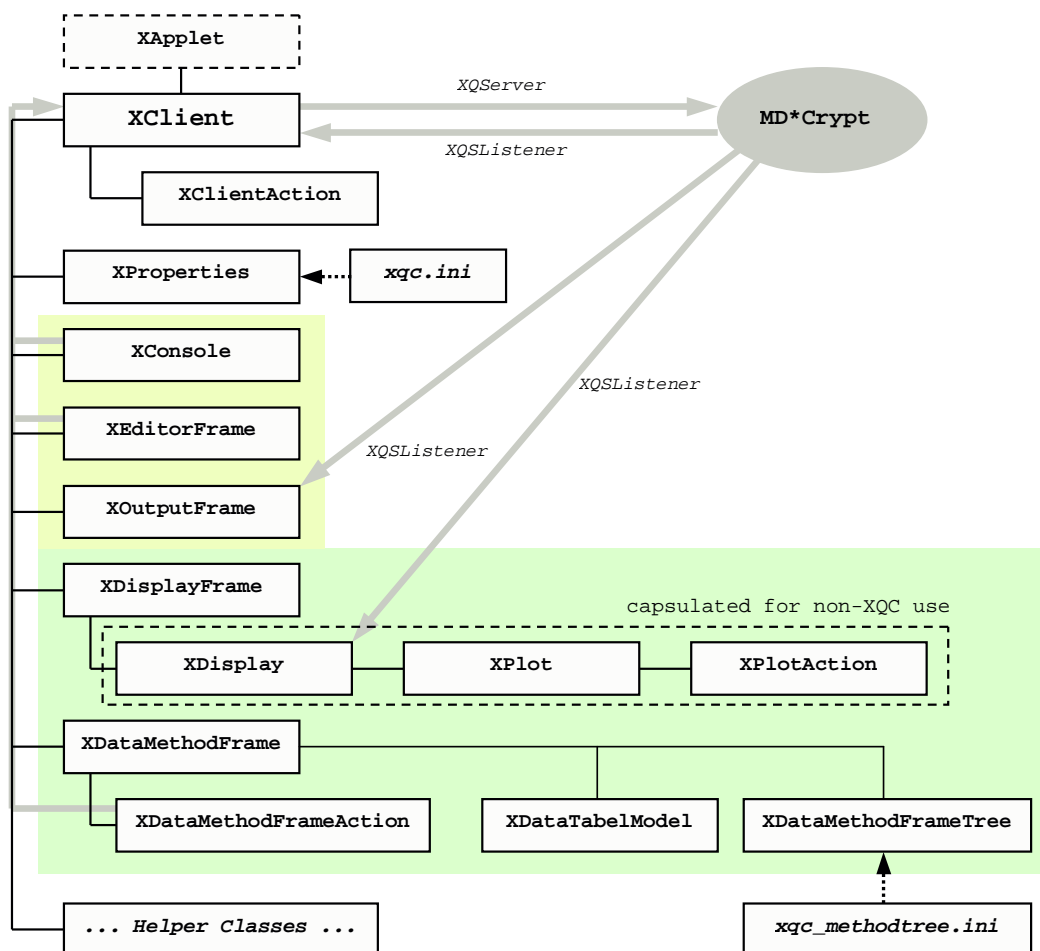 XApplet
XQServer
XClient
MD*Crypt
XQSListener
XClientAction
XProperties
xqc.ini
XConsole
XQSListener
XEditorFrame
XQSListener
XOutputFrame
XDisplayFrame
capsulated for non-XQC use
XDisplay
XPlot
XPlotAction
XDataMethodFrame
XDataMethodFrameAction
XDataTabelModel
XDataMethodFrameTree
... Helper Classes ...
xqc_methodtree.ini